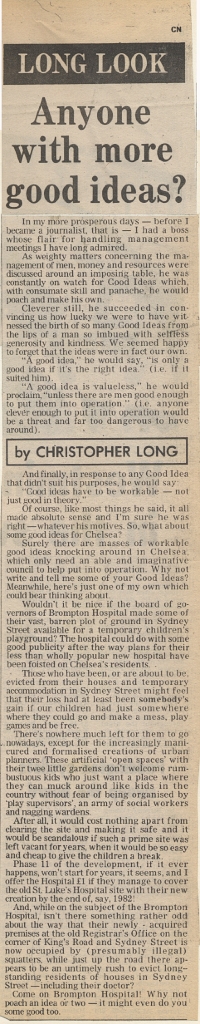 CN
LONG LOOK
Anyone
with more
good ideas?
In my more prosperous days — before I
became a journalist, that is — I had a boss
whose flair for handling management
meetings I have long admired.
As weighty matters concerning the ma-
nagement of men, money and resources were
discussed around an imposing table, he was
constantly on watch for Good Ideas which,
with consumate skill and panache, he would
poach and make his own.
Cleverer still, he succeeded in con-
vincing us how lucky we were to have wit-
nessed the birth of so many Good Ideas from
the lips of a man so imbued with selfless
generosity and kindness. We seemed happy
to forget that the ideas were in fact our own.
"A good idea," he would say, "is only a
good idea if it's the right idea." (i.e. if it
suited him).
"A good idea is valueless," he would
proclaim, "unless there are men good enough
to put them into operation." (i.e. anyone
clever enough to put it into operation would
be a threat and far too dangerous to have
around).
by CHRISTOPHER LONG
And finally, in response to any Good Idea
that didn't suit his purposes, he would say:
"Good ideas have to be workable — not
just good in theory."
Of course, like most things he said, it all
made absolute sense and I'm sure he was
right — whatever his motives. So, what about
some good ideas for Chelsea?
Surely there are masses of workable
good ideas knocking around in Chelsea,
which only need an able and imaginative
council to help put into operation. Why not
write and tell me some of your Good Ideas?
Meanwhile, here's just one of my own which
could bear thinking about.
Wouldn't it be nice if the board of go-
vernors of Brompton Hospital made some of
their vast, barren plot of ground in Sydney
Street available for a temporary children's
playground? The hospital could do with some
good publicity after the way plans for their
less than wholly popular new hospital have
been foisted on Chelsea's residents.
Those who have been, or are about to be,
evicted from their houses and temporary
accommodation in Sydney Street might feel
that their loss had at least been somebody's
gain if our children had just somewhere
where they could go and make a mess, play
games and be free.
There's nowhere much left for them to go
nowadays, except for the increasingly mani-
cured and formalised creations of urban
planners. These artificial 'open spaces' with
their twee little gardens don't welcome rum-
bustuous kids who just want a place where
they can muck around like kids in the
country without fear of being organised by
'play supervisors', an army of social workers
and nagging wardens.
After all, it would cost nothing apart from
clearing the site and making it safe and it
would be scandalous if such a prime site was
left vacant for years, when it would be so easy
and cheap to give the children a break.
Phase 1 of the development, if it ever
happens, won't start for years, it seems, and I
offer the Hospital £1 if they manage to cover
the old St. Luke's Hospital site with their new
creation by the end of, say, 1982!
And, while on the subject of the Brompton
Hospital, isn't there something rather odd
about the way that their newly - acquired
premises at the old Registrar's Office on the
corner of King's Road and Sydney Street is
now occupied by (presumably illegal)
squatters, while just up the road there ap-
pears to be an untimely rush to evict long-
standing residents of houses in Sydney
Street — including their doctor?
Come on Brompton Hospital! Why not
poach an idea or two — it might even do you
some good too.